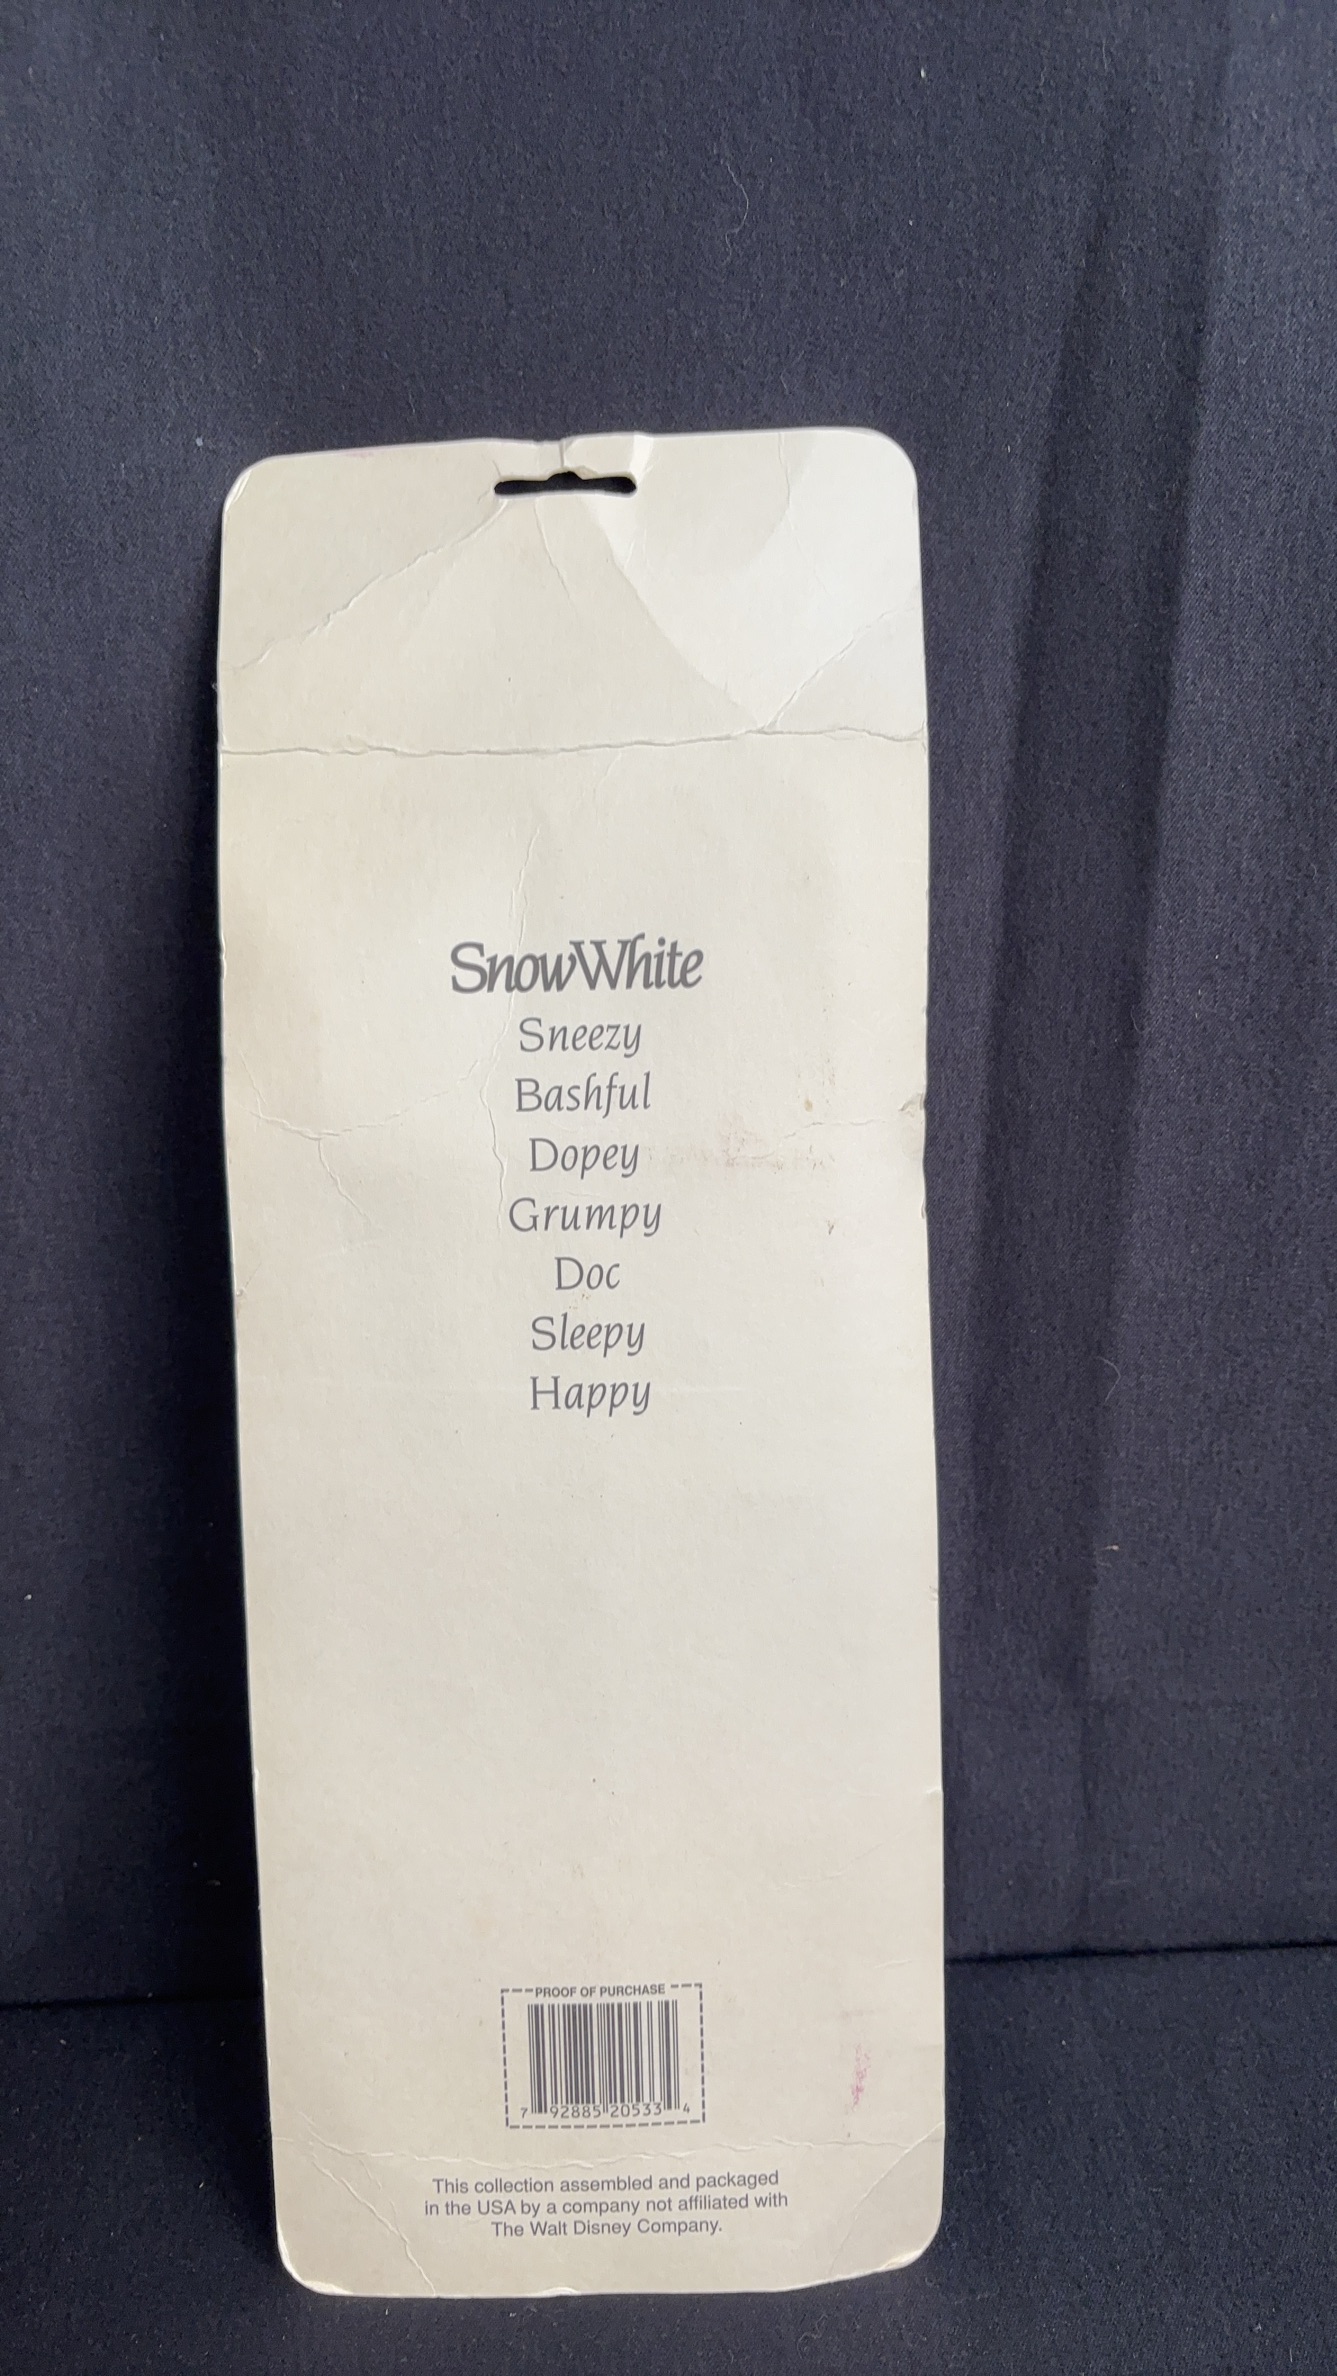 SnowWhite
Sneezy
Bashful
Dopey
Grumpy
Doc
Sleepy
Happy
PROOF OF PURCHASE
7 92885 20533 4
This collection assembled and packaged
in the USA by a company not affiliated with
The Walt Disney Company.